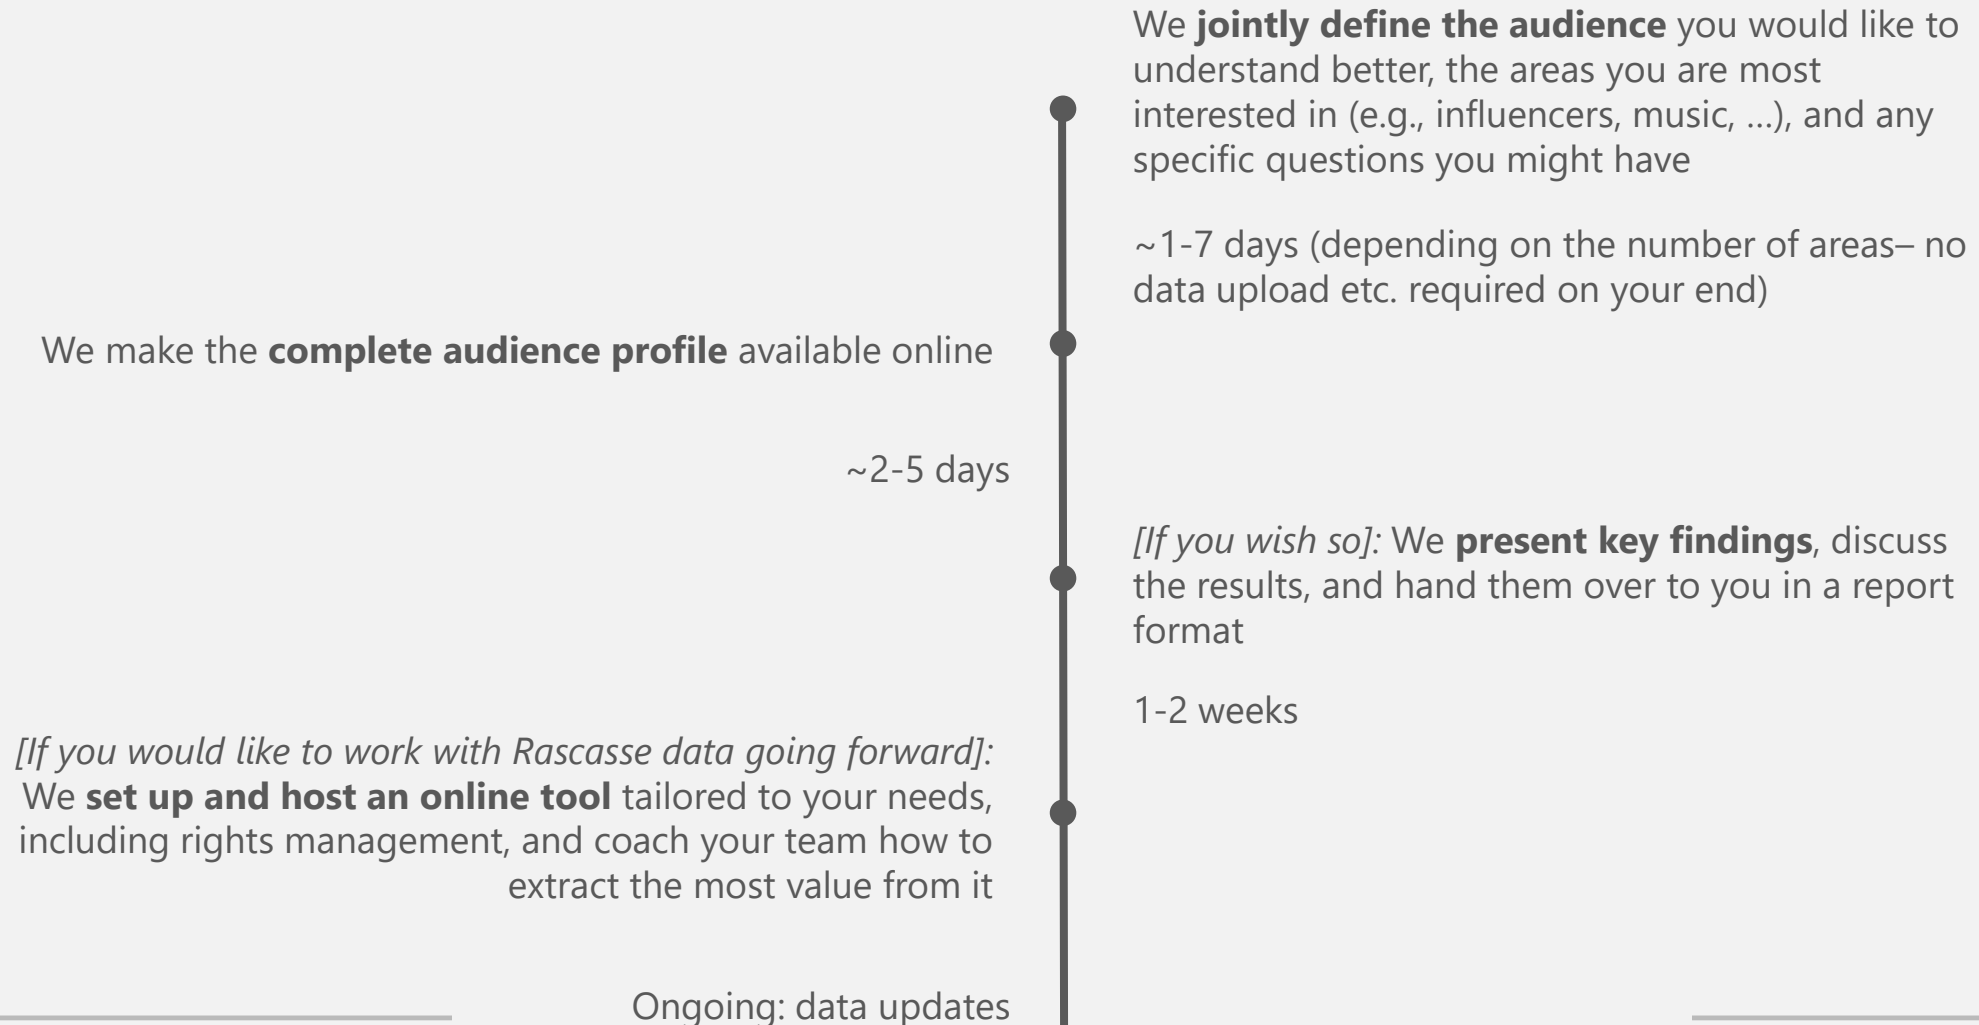 We jointly define the audience you would like to
understand better, the areas you are most
interested in (e.g., influencers, music, ...), and any
specific questions you might have
~1-7 days (depending on the number of areas– no
data upload etc. required on your end)
We make the complete audience profile available online
~2-5 days
[If you wish so]: We present key findings, discuss
the results, and hand them over to you in a report
format
1-2 weeks
[If you would like to work with Rascasse data going forward]:
We set up and host an online tool tailored to your needs,
including rights management, and coach your team how to
extract the most value from it
Ongoing: data updates